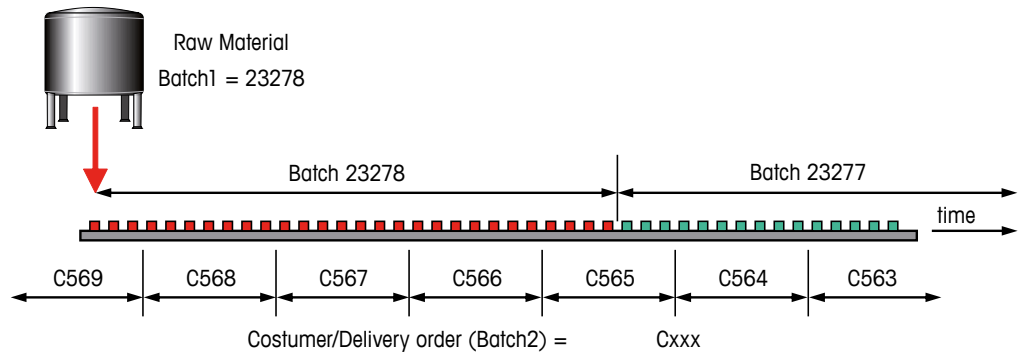 Raw Material
Batch1 = 23278
Batch 23278
Batch 23277
time
C569
C568
C567
C566
C565
C564
C563
Costumer/Delivery order (Batch2) = Cxxx